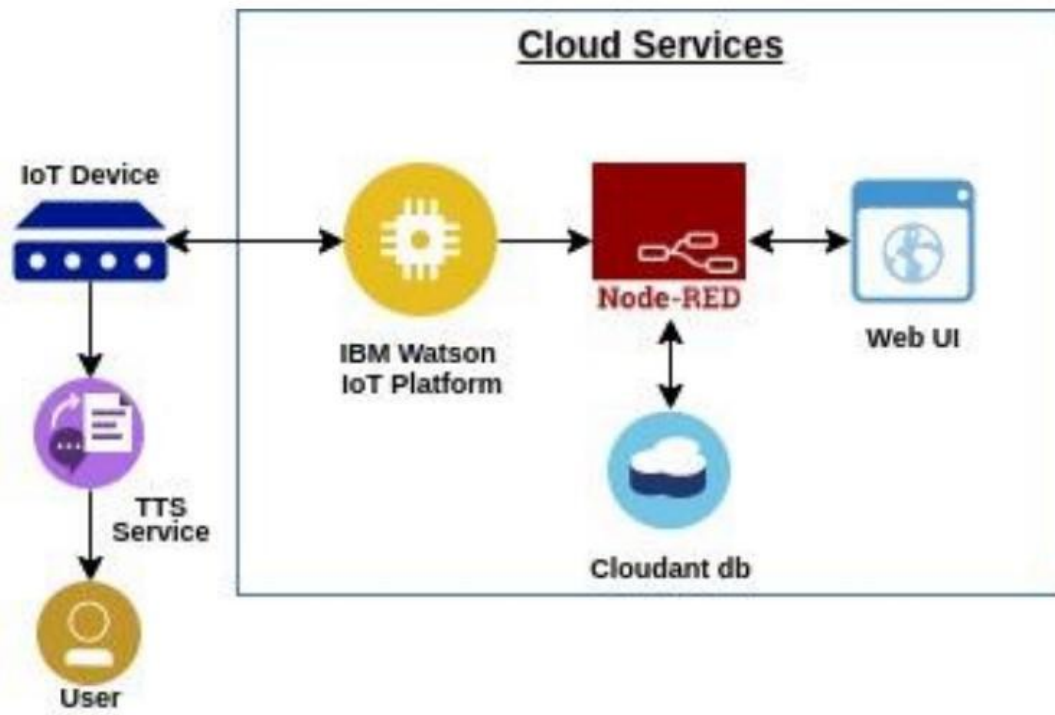 Cloud Services
IoT Device
Node-RED
IBM Watson
IoT Platform
Web UI
TTS
Service
Cloudant db
User